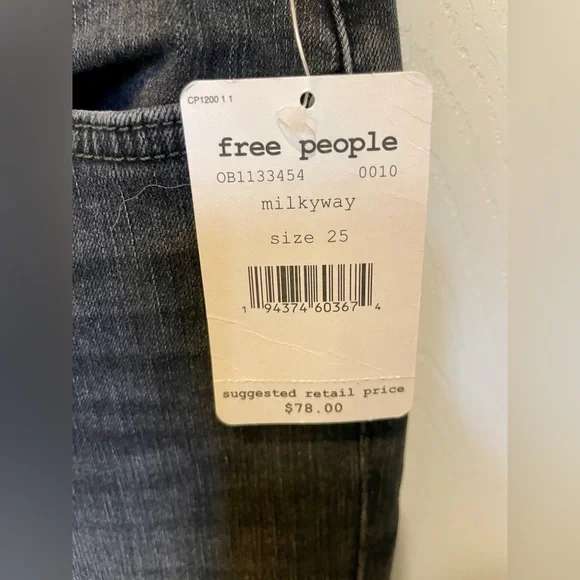 CP1200 1 1
free people
OB1133454 0010
milkyway
size 25
1 94374 60367 4
suggested retail price
$78.00